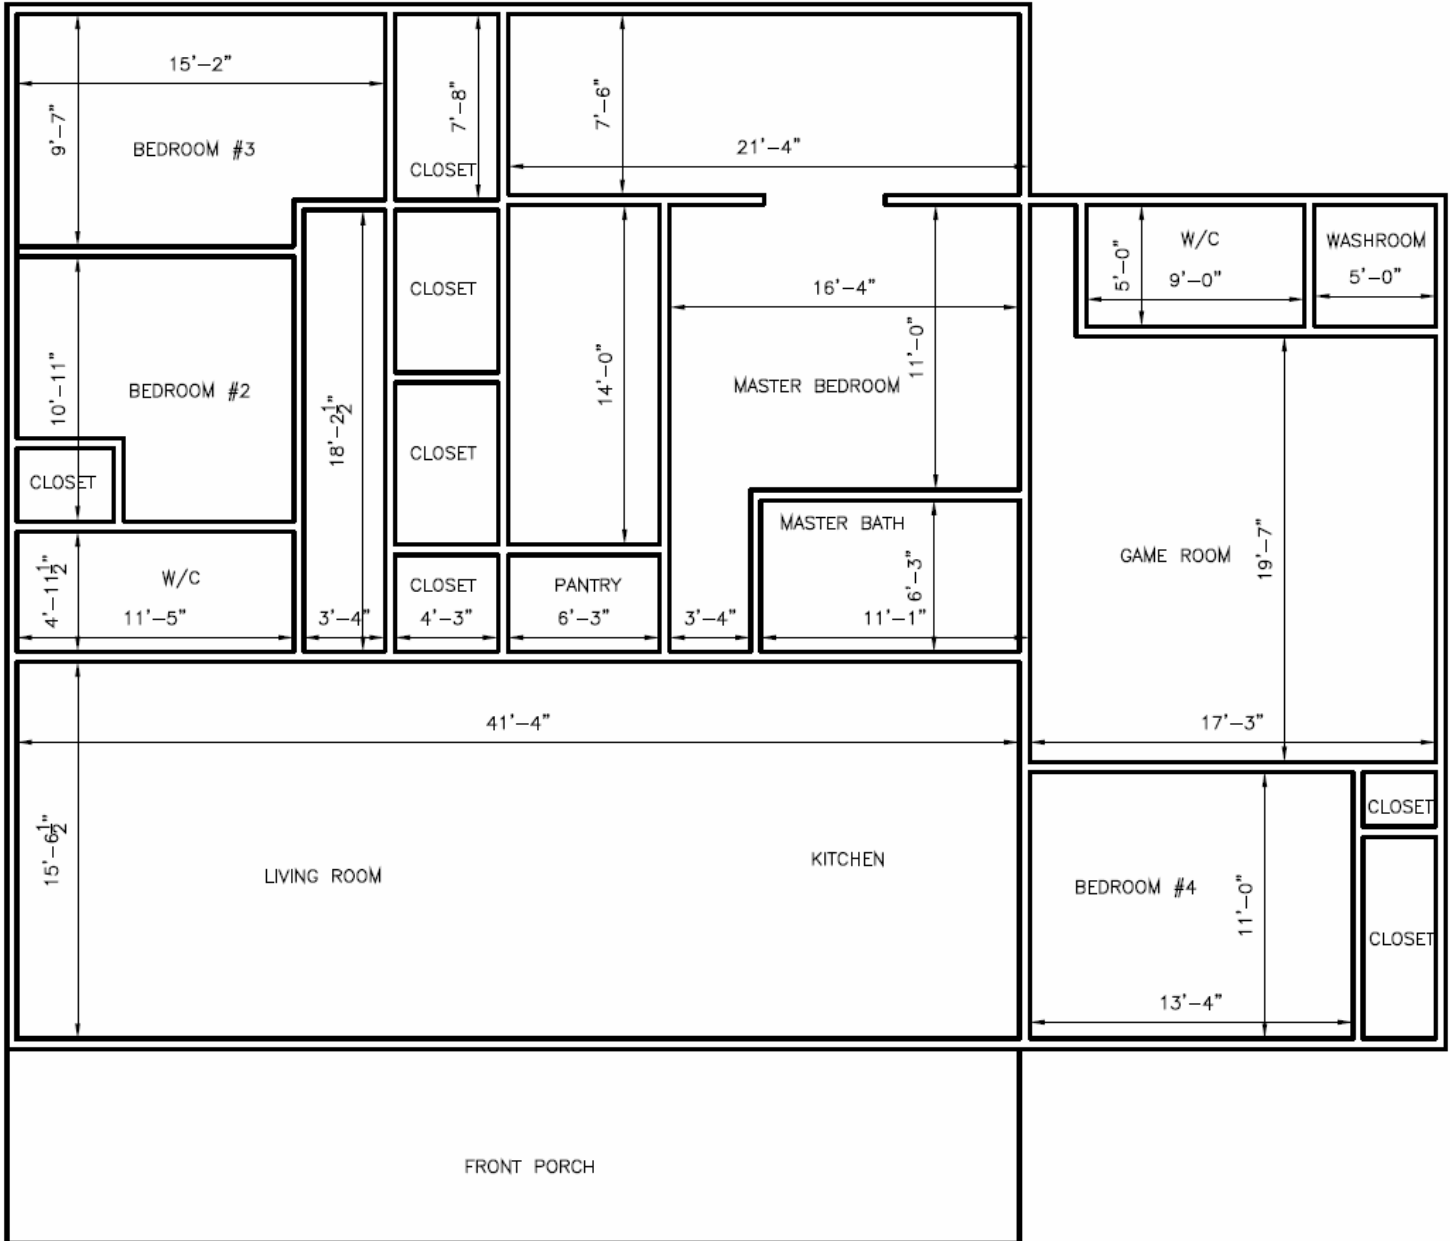 15'-2"
9'-7"
BEDROOM #3
7'-8"
CLOSET
7'-6"
21'-4"
W/C
5'-0"
9'-0"
WASHROOM
5'-0"
CLOSET
16'-4"
11'-0"
10'-11"
BEDROOM #2
18'-2½"
14'-0"
MASTER BEDROOM
CLOSET
CLOSET
MASTER BATH
GAME ROOM
19'-7"
4'-11½"
W/C
11'-5"
3'-4"
CLOSET
4'-3"
PANTRY
6'-3"
3'-4"
6'-3"
11'-1"
41'-4"
17'-3"
15'-6½"
LIVING ROOM
KITCHEN
CLOSET
BEDROOM #4
11'-0"
CLOSET
13'-4"
FRONT PORCH